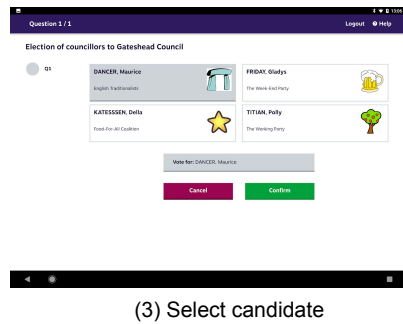 13:06
Question 1 / 1
Logout
Help
Election of councillors to Gateshead Council
Q1
DANCER, Maurice
English Traditionalists
FRIDAY, Gladys
The Week-End Party
KATESSSEN, Della
Food-For-All Coalition
TITIAN, Polly
The Working Party
Vote for: DANCER, Maurice
Cancel
Confirm
(3) Select candidate